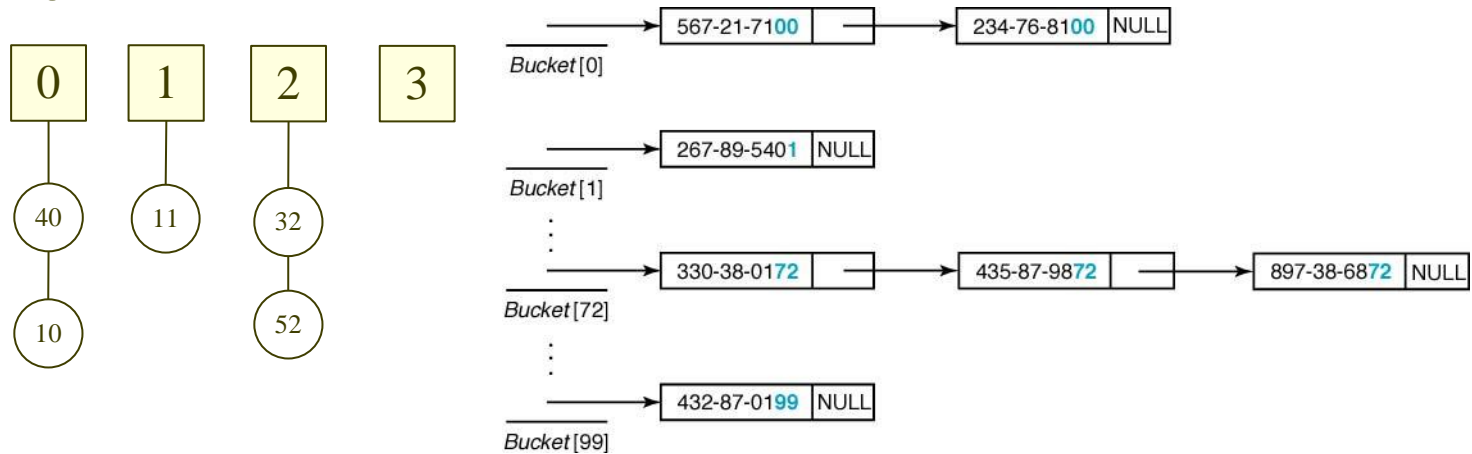 0 1 2 3
40 11 32
10 52
567-21-7100 234-76-8100 NULL
Bucket[0]
267-89-5401 NULL
Bucket[1]
330-38-0172 435-87-9872 897-38-6872 NULL
Bucket[72]
432-87-0199 NULL
Bucket[99]